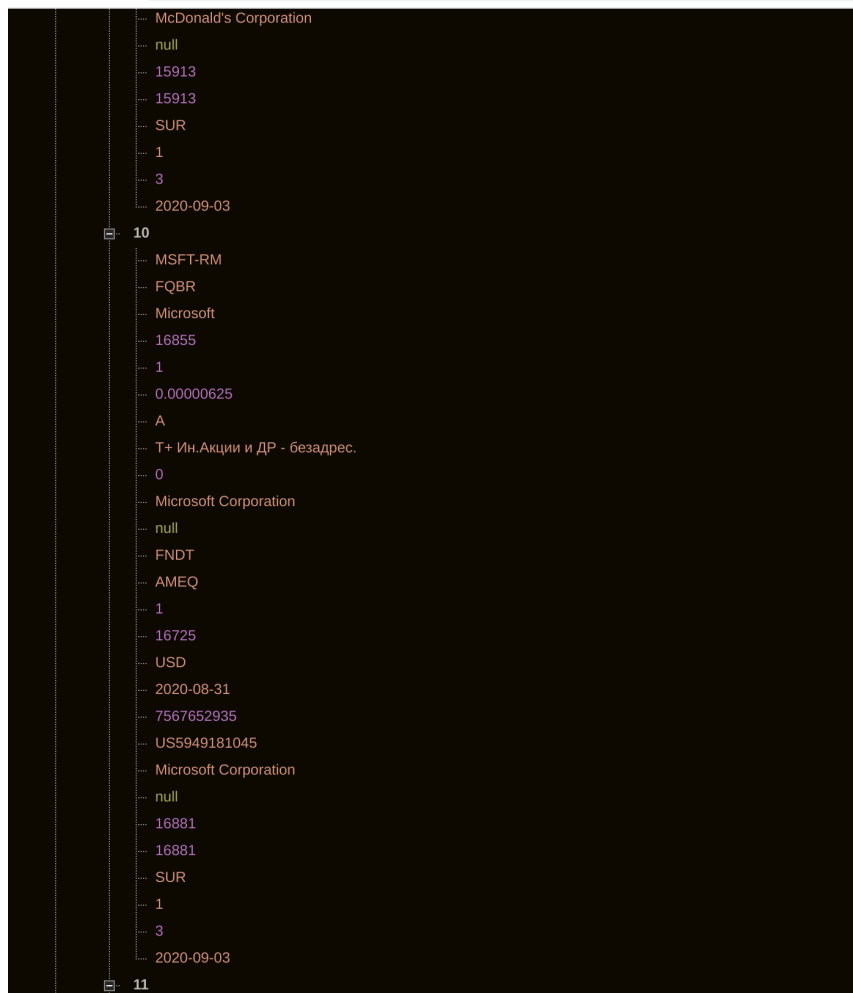 McDonald's Corporation
null
15913
15913
SUR
1
3
2020-09-03
10
MSFT-RM
FQBR
Microsoft
16855
1
0.00000625
A
Т+ Ин.Акции и ДР - безадрес.
0
Microsoft Corporation
null
FNDT
AMEQ
1
16725
USD
2020-08-31
7567652935
US5949181045
Microsoft Corporation
null
16881
16881
SUR
1
3
2020-09-03
11